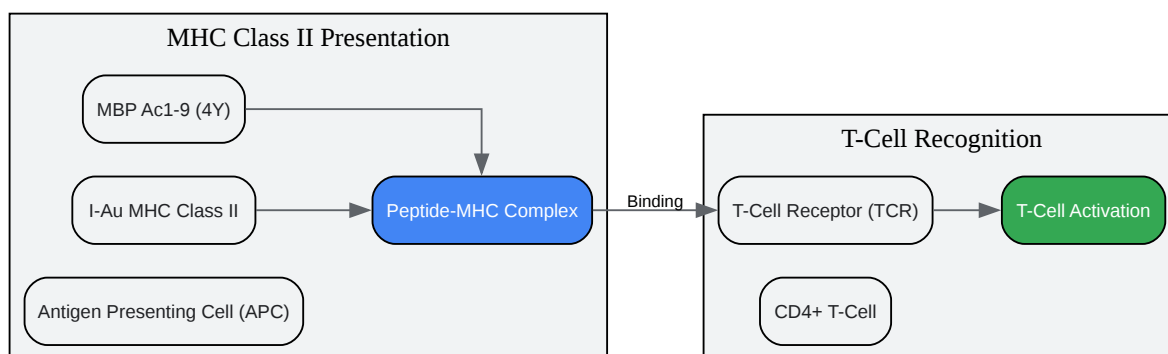 MHC Class II Presentation
MBP Ac1-9 (4Y)
I-Au MHC Class II
Peptide-MHC Complex
Antigen Presenting Cell (APC)
Binding
T-Cell Recognition
T-Cell Receptor (TCR)
T-Cell Activation
CD4+ T-Cell